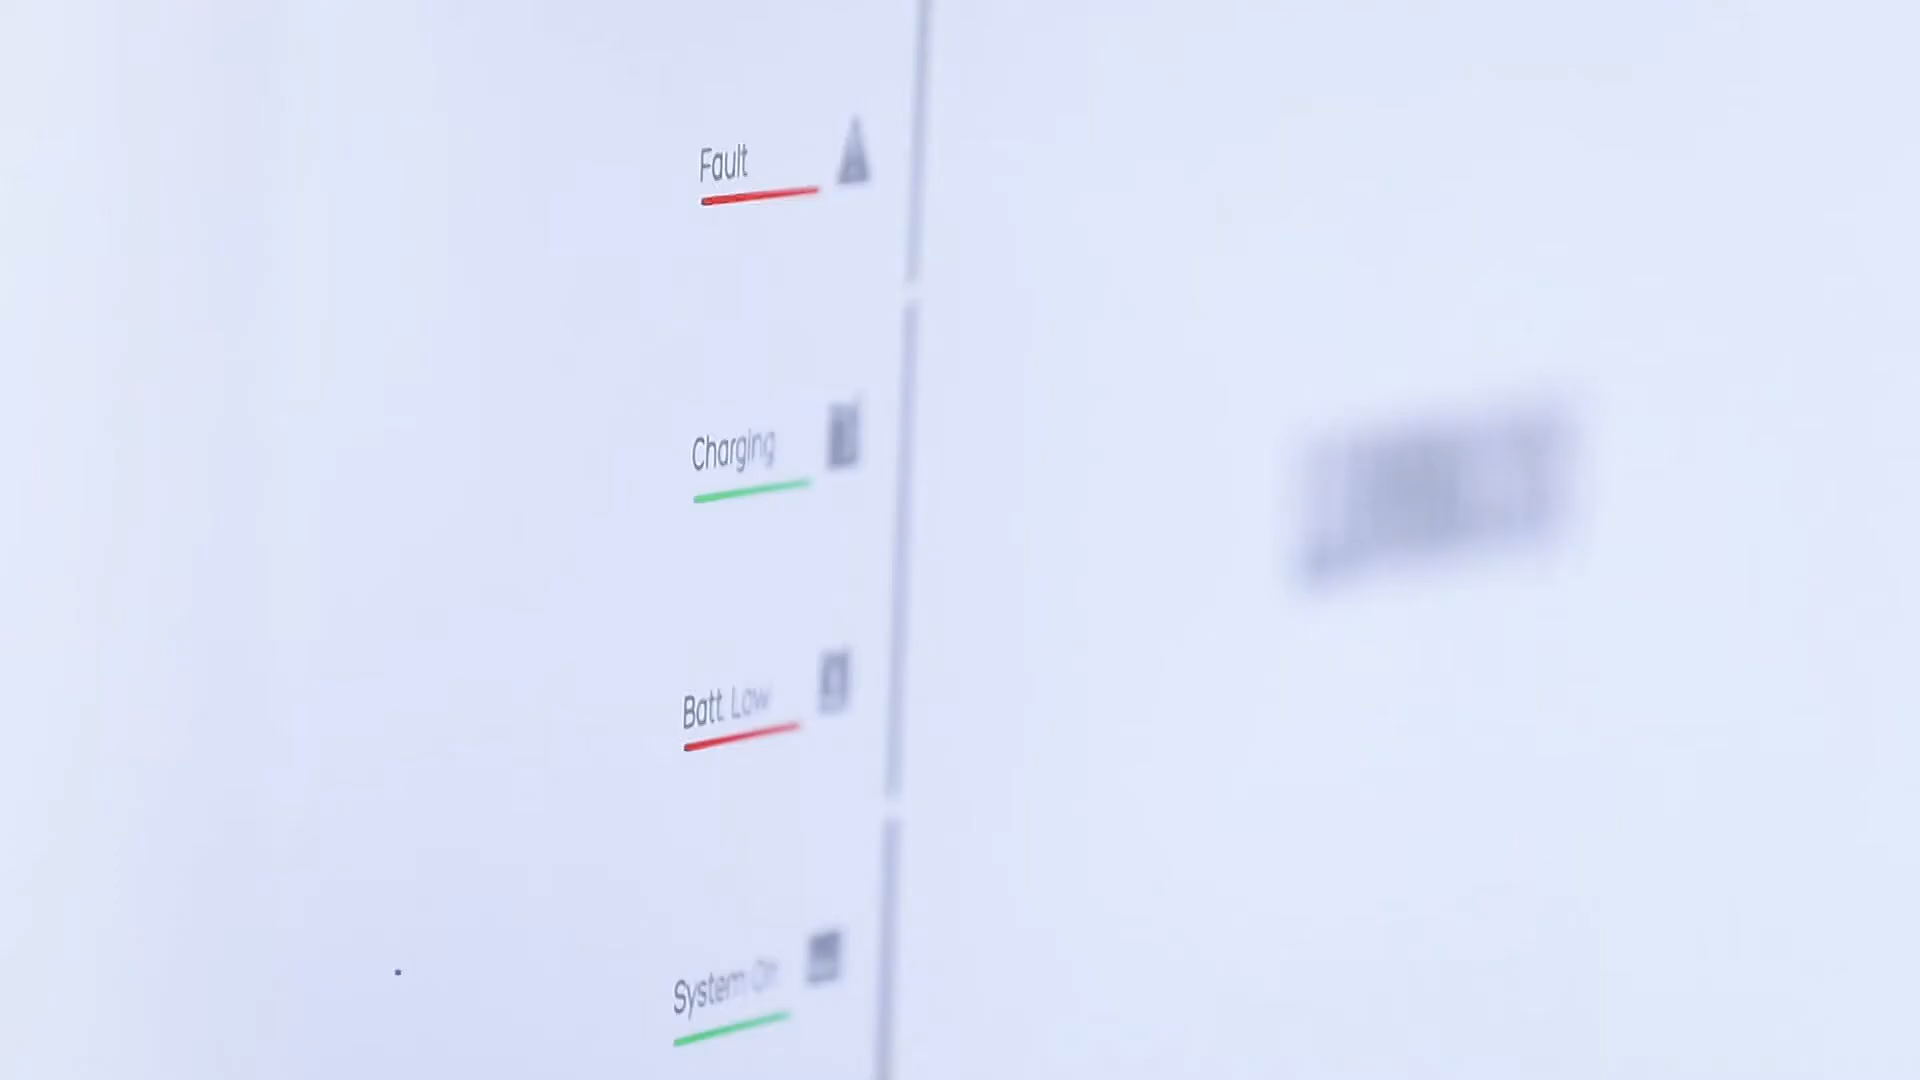 Fault
Charging
Batt. Low
System On